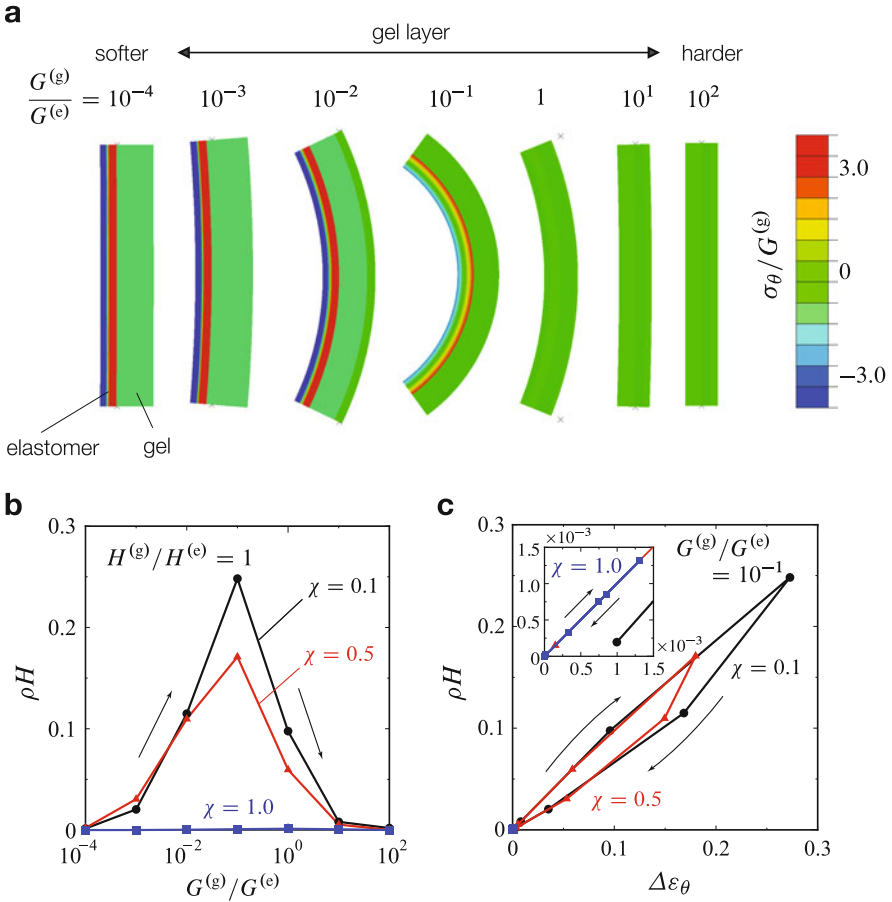 a
gel layer
softer
harder
G^(g)/G^(e) = 10^-4 10^-3 10^-2 10^-1 1 10^1 10^2
3.0
0
−3.0
σ_θ/G^(g)
elastomer
gel
b
0.3
0.2
0.1
0
ρH
H^(g)/H^(e) = 1
χ = 0.1
χ = 0.5
χ = 1.0
10^-4 10^-2 10^0 10^2
G^(g)/G^(e)
c
0.3
0.2
0.1
0
ρH
1.5 ×10^-3
1.0
0.5
0
χ = 1.0
×10^-3
0 0.5 1.0 1.5
G^(g)/G^(e)
= 10^-1
χ = 0.1
χ = 0.5
0 0.1 0.2 0.3
Δε_θ